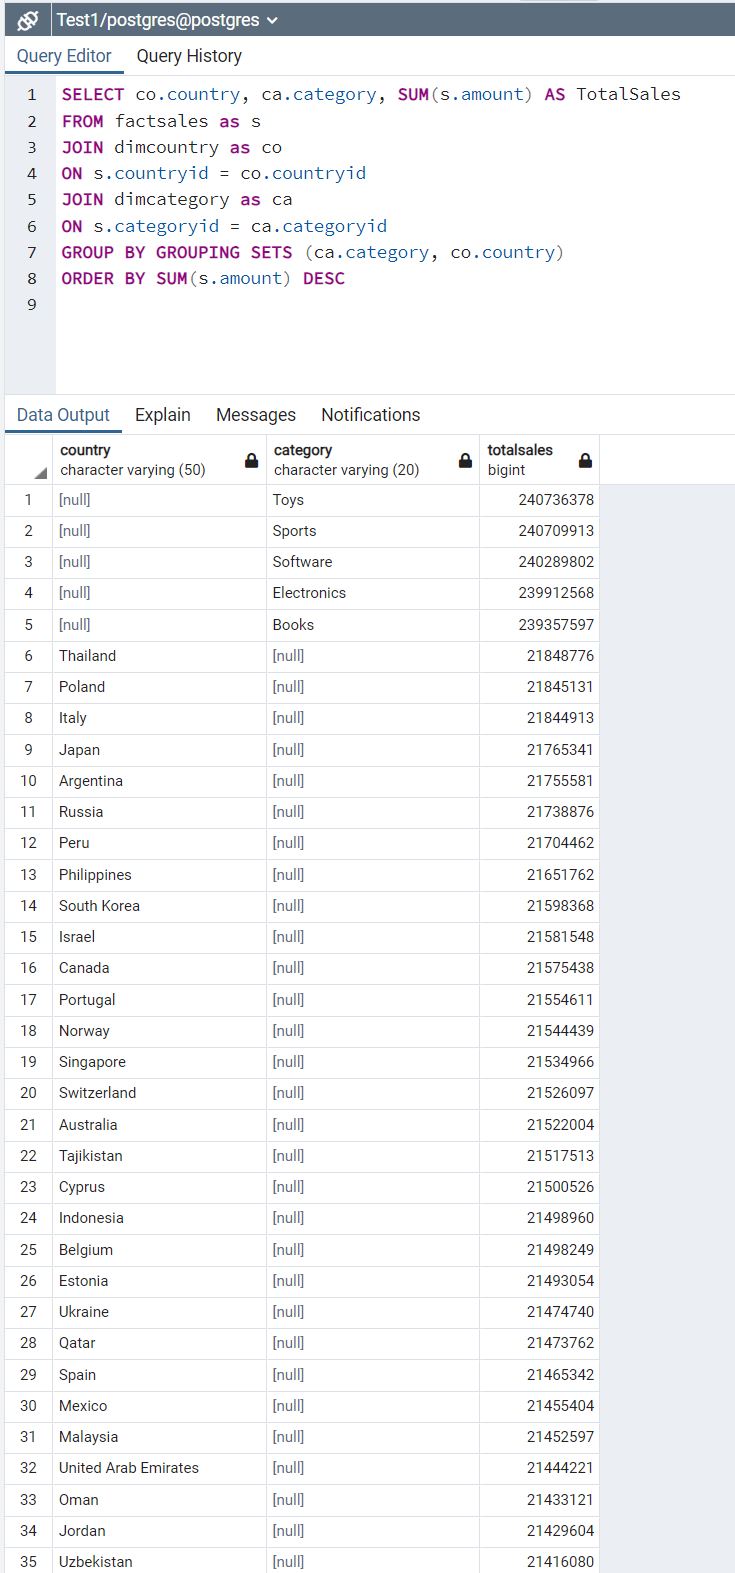 Test1/postgres@postgres
Query Editor Query History
1 SELECT co.country, ca.category, SUM(s.amount) AS TotalSales
2 FROM factsales as s
3 JOIN dimcountry as co
4 ON s.countryid = co.countryid
5 JOIN dimcategory as ca
6 ON s.categoryid = ca.categoryid
7 GROUP BY GROUPING SETS (ca.category, co.country)
8 ORDER BY SUM(s.amount) DESC
9
Data Output Explain Messages Notifications
country category totalsales
character varying (50) character varying (20) bigint
1 [null] Toys 240736378
2 [null] Sports 240709913
3 [null] Software 240289802
4 [null] Electronics 239912568
5 [null] Books 239357597
6 Thailand [null] 21848776
7 Poland [null] 21845131
8 Italy [null] 21844913
9 Japan [null] 21765341
10 Argentina [null] 21755581
11 Russia [null] 21738876
12 Peru [null] 21704462
13 Philippines [null] 21651762
14 South Korea [null] 21598368
15 Israel [null] 21581548
16 Canada [null] 21575438
17 Portugal [null] 21554611
18 Norway [null] 21544439
19 Singapore [null] 21534966
20 Switzerland [null] 21526097
21 Australia [null] 21522004
22 Tajikistan [null] 21517513
23 Cyprus [null] 21500526
24 Indonesia [null] 21498960
25 Belgium [null] 21498249
26 Estonia [null] 21493054
27 Ukraine [null] 21474740
28 Qatar [null] 21473762
29 Spain [null] 21465342
30 Mexico [null] 21455404
31 Malaysia [null] 21452597
32 United Arab Emirates [null] 21444221
33 Oman [null] 21433121
34 Jordan [null] 21429604
35 Uzbekistan [null] 21416080